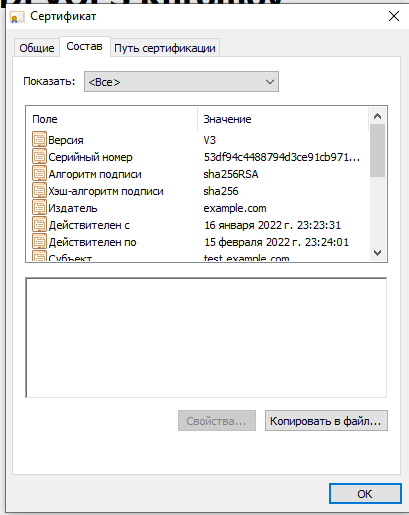 Сертификат
Общие Состав Путь сертификации
Показать: <Все>
Поле Значение
Версия V3
Серийный номер 53df94c4488794d3ce91cb971...
Алгоритм подписи sha256RSA
Хэш-алгоритм подписи sha256
Издатель example.com
Действителен с 16 января 2022 г. 23:23:31
Действителен по 15 февраля 2022 г. 23:24:01
Субъект test.example.com
Свойства... Копировать в файл...
ОК